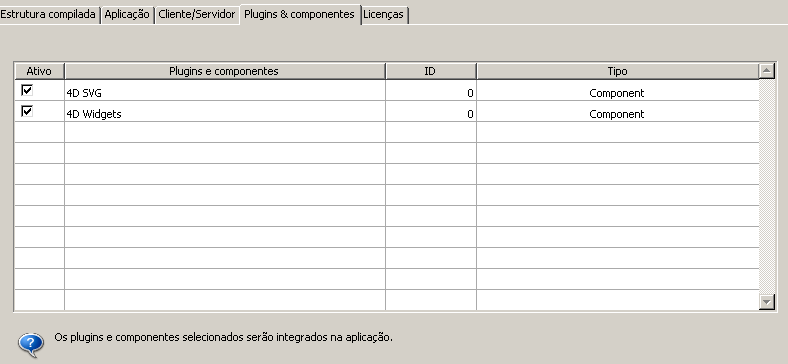 Estrutura compilada Aplicação Cliente/Servidor Plugins & componentes Licenças
Ativo Plugins e componentes ID Tipo
4D SVG 0 Component
4D Widgets 0 Component
Os plugins e componentes selecionados serão integrados na aplicação.